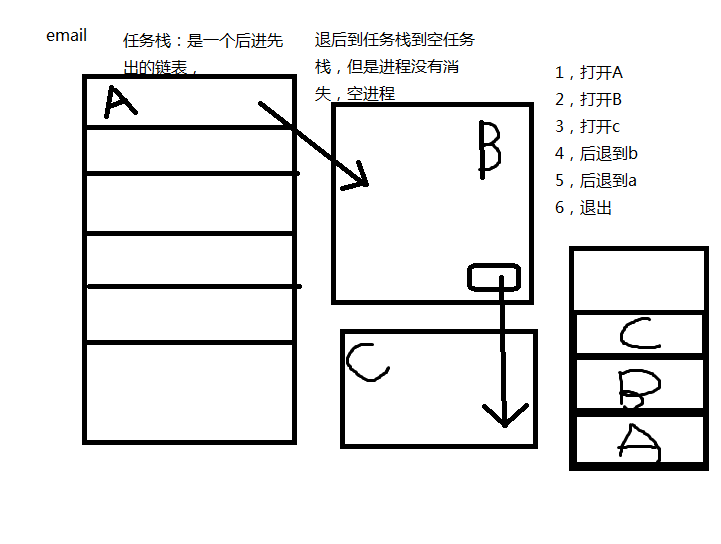 email
任务栈：是一个后进先
出的链表，
退后到任务栈到空任务
栈，但是进程没有消
失，空进程
1，打开A
2，打开B
3，打开c
4，后退到b
5，后退到a
6，退出
A
B
C
C
B
A